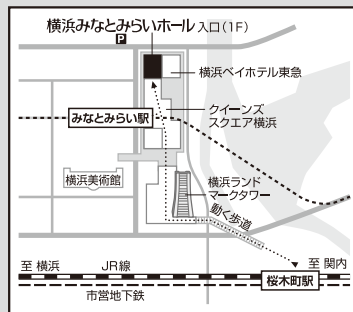 横浜みなとみらいホール 入口(1F)
P
横浜ベイホテル東急
クイーンズ
スクエア横浜
みなとみらい駅
横浜美術館
横浜ランド
マークタワー
動く歩道
至 横浜
JR線
至 関内
桜木町駅
市営地下鉄